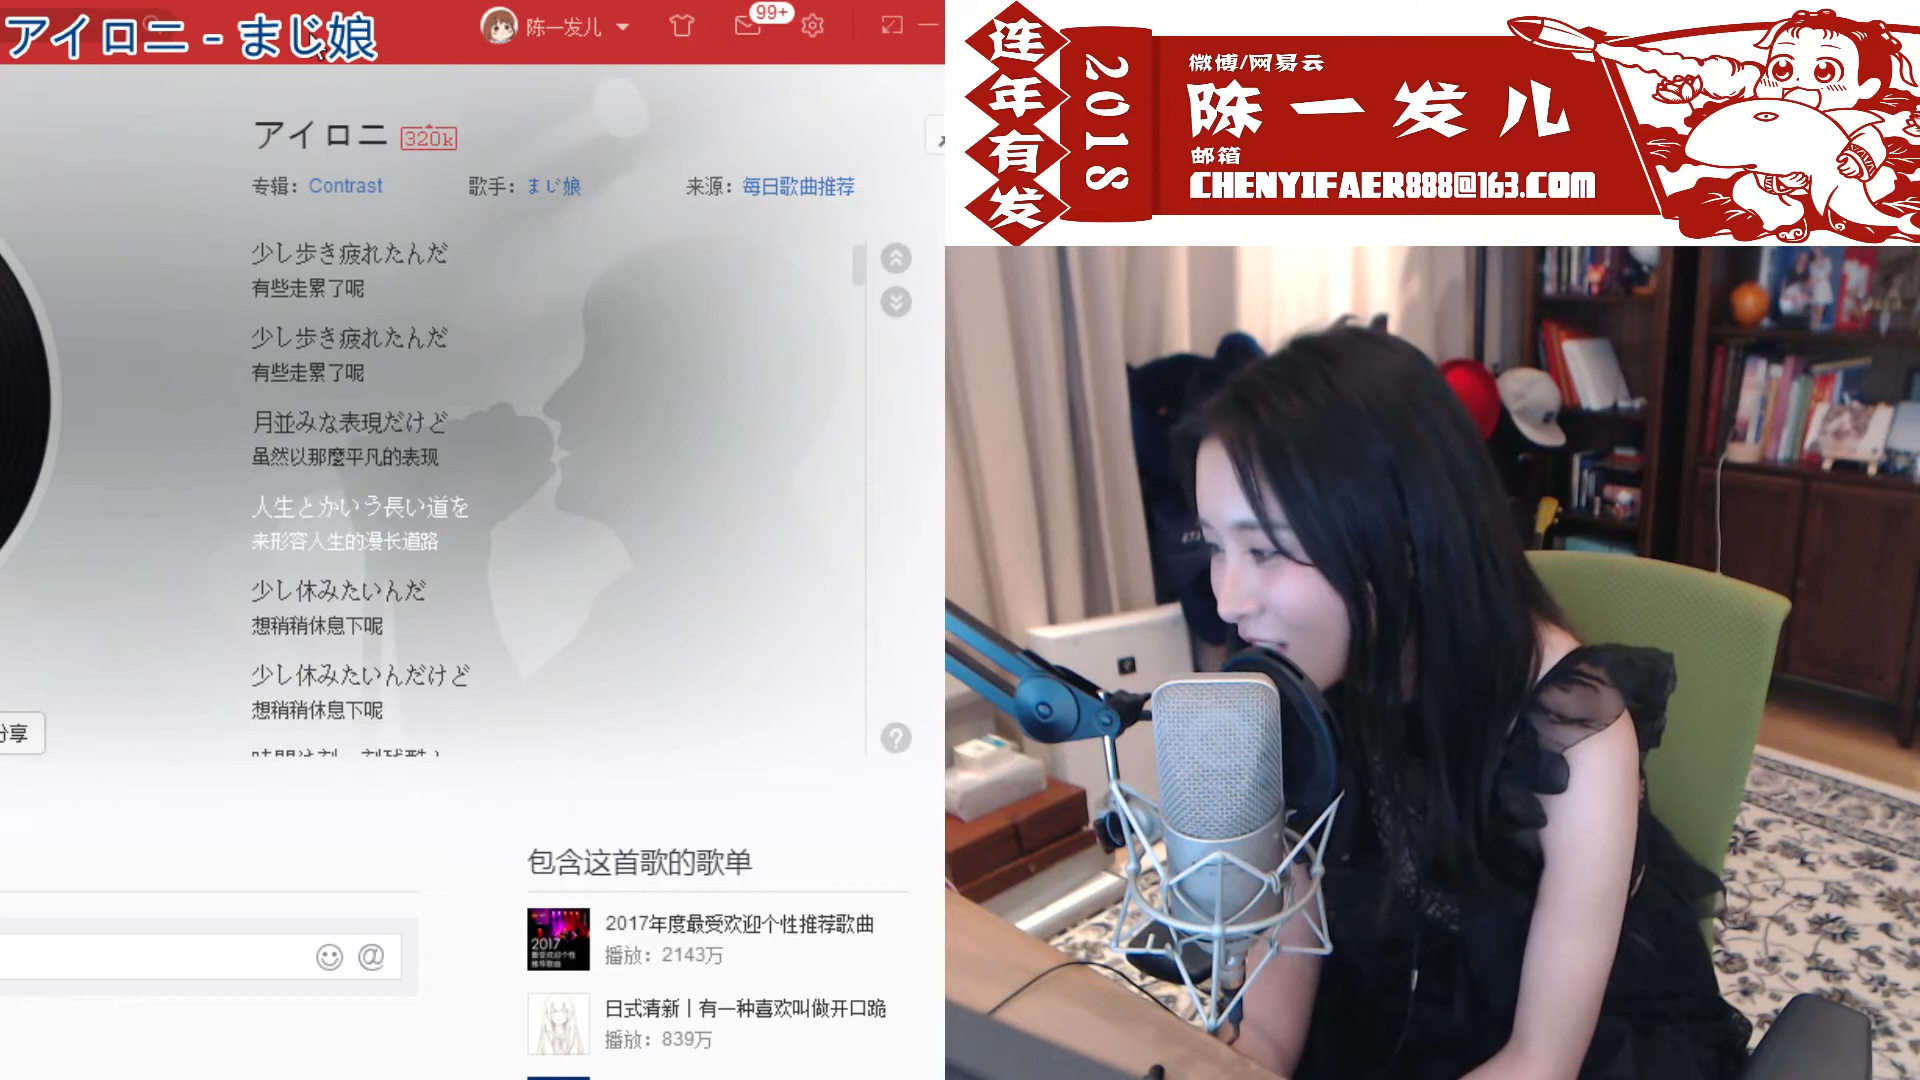 アイロニ - まじ娘
陈一发儿
99+
アイロニ 320k
专辑：Contrast 歌手：まじ娘 来源：每日歌曲推荐
少し歩き疲れたんだ
有些走累了呢
少し歩き疲れたんだ
有些走累了呢
月並みな表現だけど
虽然以那麼平凡的表现
人生とかいう長い道を
来形容人生的漫长道路
少し休みたいんだ
想稍稍休息下呢
少し休みたいんだけど
想稍稍休息下呢
分享
?
包含这首歌的歌单
2017
2017年度最受欢迎个性推荐歌曲
播放：2143万
日式清新丨有一种喜欢叫做开口跪
播放：839万
连年有发
2018
微博/网易云
陈一发儿
邮箱
CHENYIFAER888@163.COM